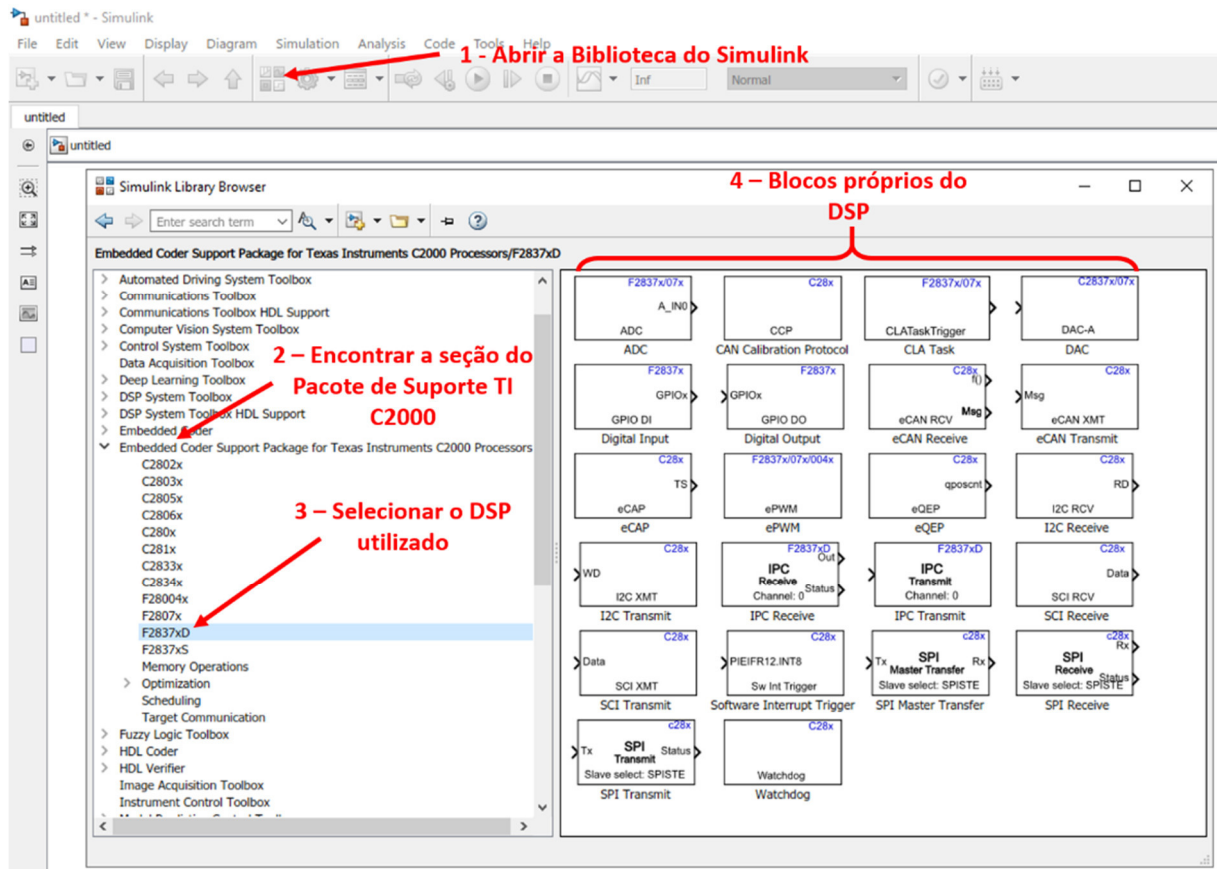 untitled * - Simulink
File Edit View Display Diagram Simulation Analysis Code Tools Help
1 - Abrir a Biblioteca do Simulink
Inf Normal
untitled
untitled
Simulink Library Browser
4 – Blocos próprios do
DSP
Enter search term
Embedded Coder Support Package for Texas Instruments C2000 Processors/F2837xD
Automated Driving System Toolbox
Communications Toolbox
Communications Toolbox HDL Support
Computer Vision System Toolbox
Control System Toolbox
Data Acquisition Toolbox
Deep Learning Toolbox
DSP System Toolbox
DSP System Toolbox HDL Support
Embedded Coder
Embedded Coder Support Package for Texas Instruments C2000 Processors
C2802x
C2803x
C2805x
C2806x
C280x
C281x
C2833x
C2834x
F28004x
F2807x
F2837xD
F2837xS
Memory Operations
Optimization
Scheduling
Target Communication
Fuzzy Logic Toolbox
HDL Coder
HDL Verifier
Image Acquisition Toolbox
Instrument Control Toolbox
2 – Encontrar a seção do
Pacote de Suporte TI
C2000
3 – Selecionar o DSP
utilizado
F2837x/07x C28x F2837x/07x C2837x/07x
A_IN0
ADC CCP CLATaskTrigger DAC-A
ADC CAN Calibration Protocol CLA Task DAC
F2837x F2837x C28x C28x
f()
GPIOx GPIOx Msg Msg
GPIO DI GPIO DO eCAN RCV eCAN XMT
Digital Input Digital Output eCAN Receive eCAN Transmit
C28x F2837x/07x/004x C28x C28x
TS qposcnt RD
eCAP ePWM eQEP I2C RCV
eCAP ePWM eQEP I2C Receive
C28x F2837xD F2837xD C28x
Out
WD IPC IPC Data
Receive Transmit
Status
I2C XMT Channel: 0 Channel: 0 SCI RCV
I2C Transmit IPC Receive IPC Transmit SCI Receive
C28x C28x c28x c28x
Rx
Data PIEIFR12.INT8 Tx SPI Rx SPI
Master Transfer Receive
Status
SCI XMT Sw Int Trigger Slave select: SPISTE Slave select: SPISTE
SCI Transmit Software Interrupt Trigger SPI Master Transfer SPI Receive
c28x C28x
Tx SPI Status
Transmit
Slave select: SPISTE Watchdog
SPI Transmit Watchdog